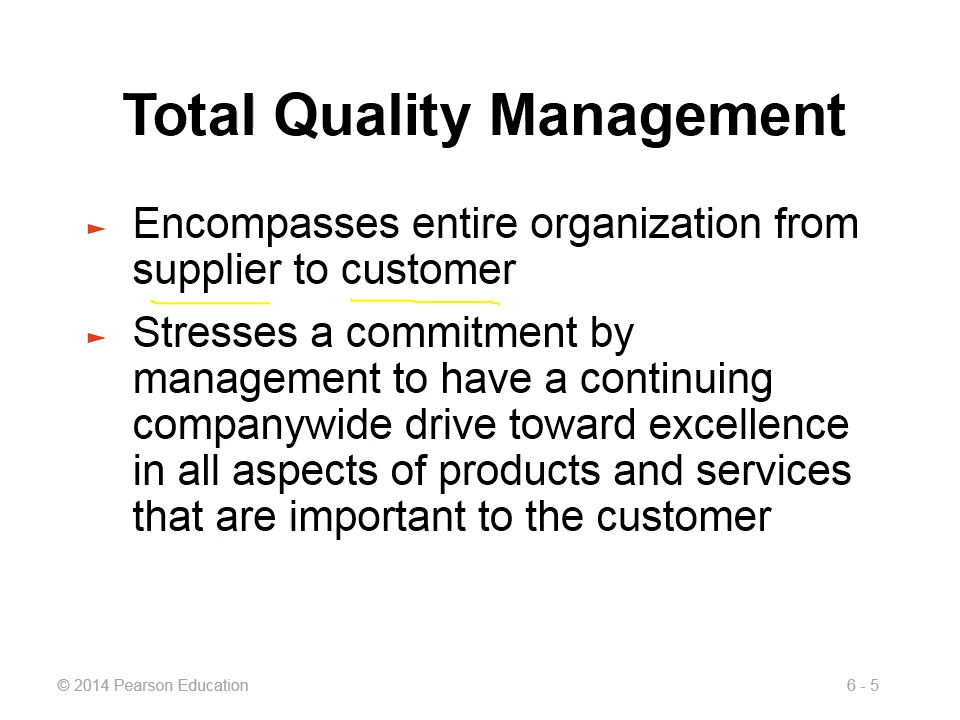 Total Quality Management
► Encompasses entire organization from
supplier to customer
► Stresses a commitment by
management to have a continuing
companywide drive toward excellence
in all aspects of products and services
that are important to the customer
© 2014 Pearson Education
6 - 5